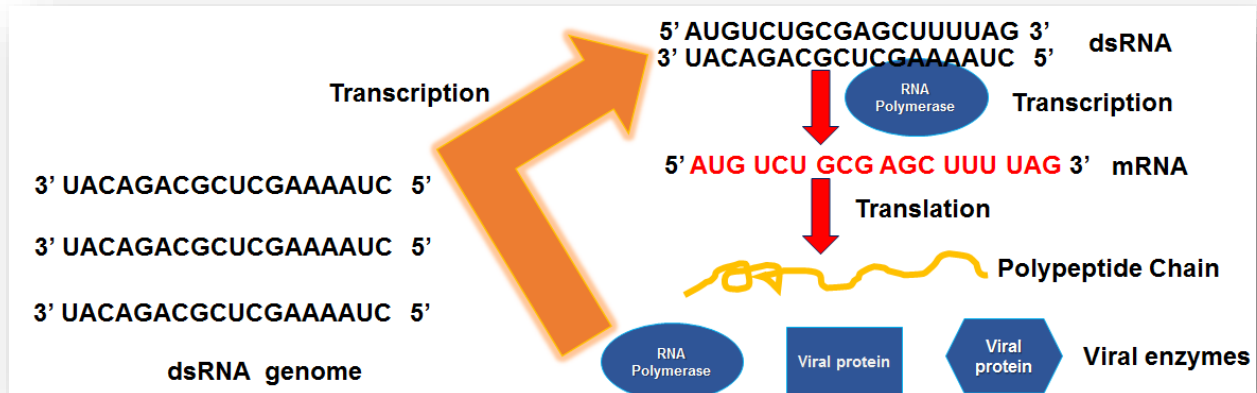 5’ AUGUCUGCGAGCUUUUAG 3’
3’ UACAGACGCUCGAAAAUC 5’
dsRNA
Transcription
RNA
Polymerase
Transcription
5’ AUG UCU GCG AGC UUU UAG 3’ mRNA
3’ UACAGACGCUCGAAAAUC 5’
Translation
3’ UACAGACGCUCGAAAAUC 5’
Polypeptide Chain
3’ UACAGACGCUCGAAAAUC 5’
dsRNA genome
RNA
Polymerase
Viral protein
Viral
protein
Viral enzymes